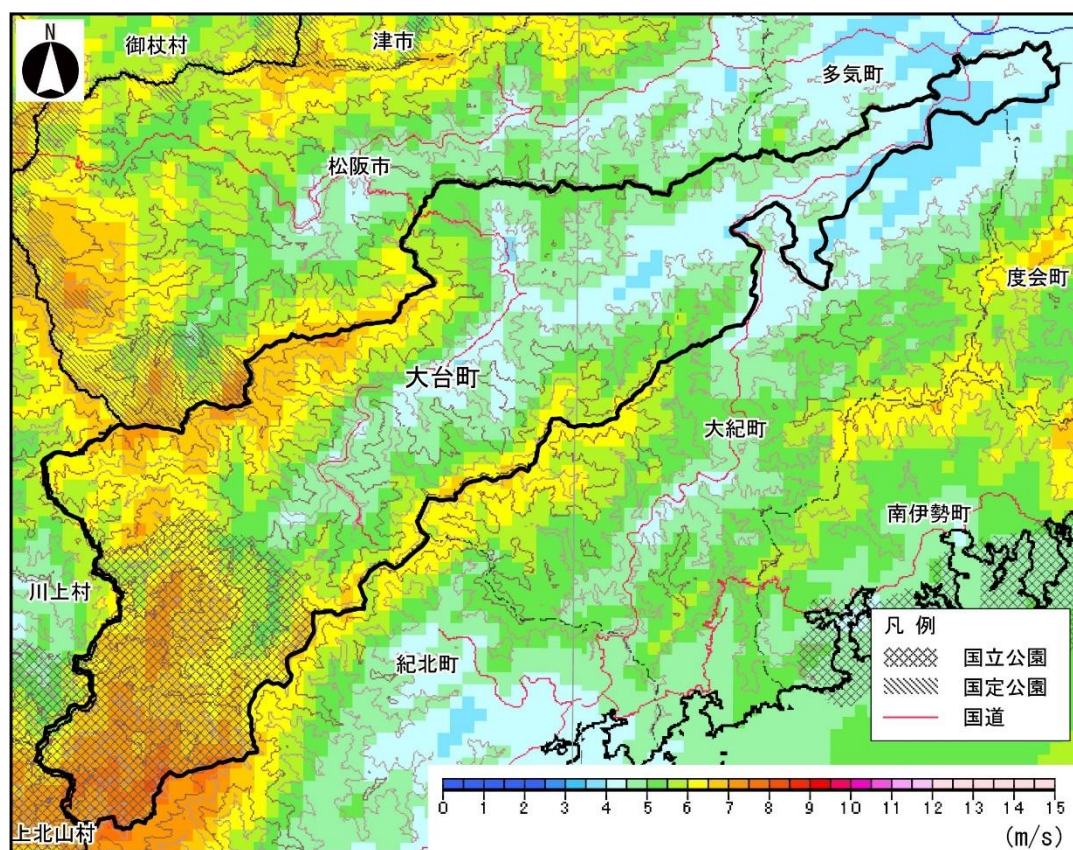 N
御杖村
津市
多気町
松阪市
度会町
大台町
大紀町
南伊勢町
川上村
紀北町
上北山村
凡 例
国立公園
国定公園
国道
0 1 2 3 4 5 6 7 8 9 10 11 12 13 14 15
(m/s)